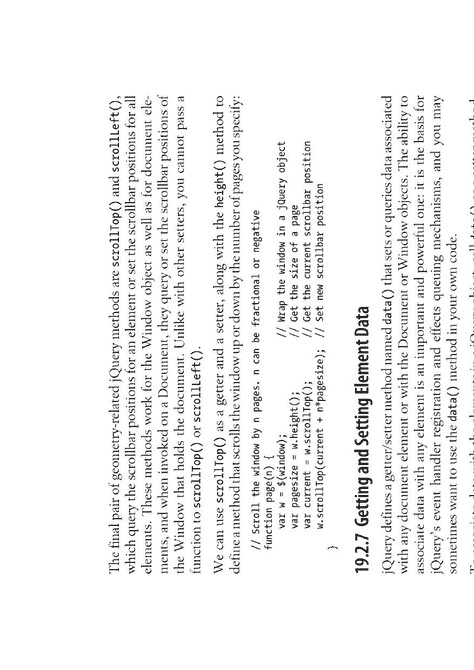 The final pair of geometry-related jQuery methods are scrollTop() and scrollLeft(),
which query the scrollbar positions for an element or set the scrollbar positions for all
elements. These methods work for the Window object as well as for document ele-
ments, and when invoked on a Document, they query or set the scrollbar positions of
the Window that holds the document. Unlike with other setters, you cannot pass a
function to scrollTop() or scrollLeft().
We can use scrollTop() as a getter and a setter, along with the height() method to
define a method that scrolls the window up or down by the number of pages you specify:
// Scroll the window by n pages. n can be fractional or negative
function page(n) {
var w = $(window); // Wrap the window in a jQuery object
var pagesize = w.height(); // Get the size of a page
var current = w.scrollTop(); // Get the current scrollbar position
w.scrollTop(current + n*pagesize); // Set new scrollbar position
}
19.2.7 Getting and Setting Element Data
jQuery defines a getter/setter method named data() that sets or queries data associated
with any document element or with the Document or Window objects. The ability to
associate data with any element is an important and powerful one: it is the basis for
jQuery's event handler registration and effects queuing mechanisms, and you may
sometimes want to use the data() method in your own code.